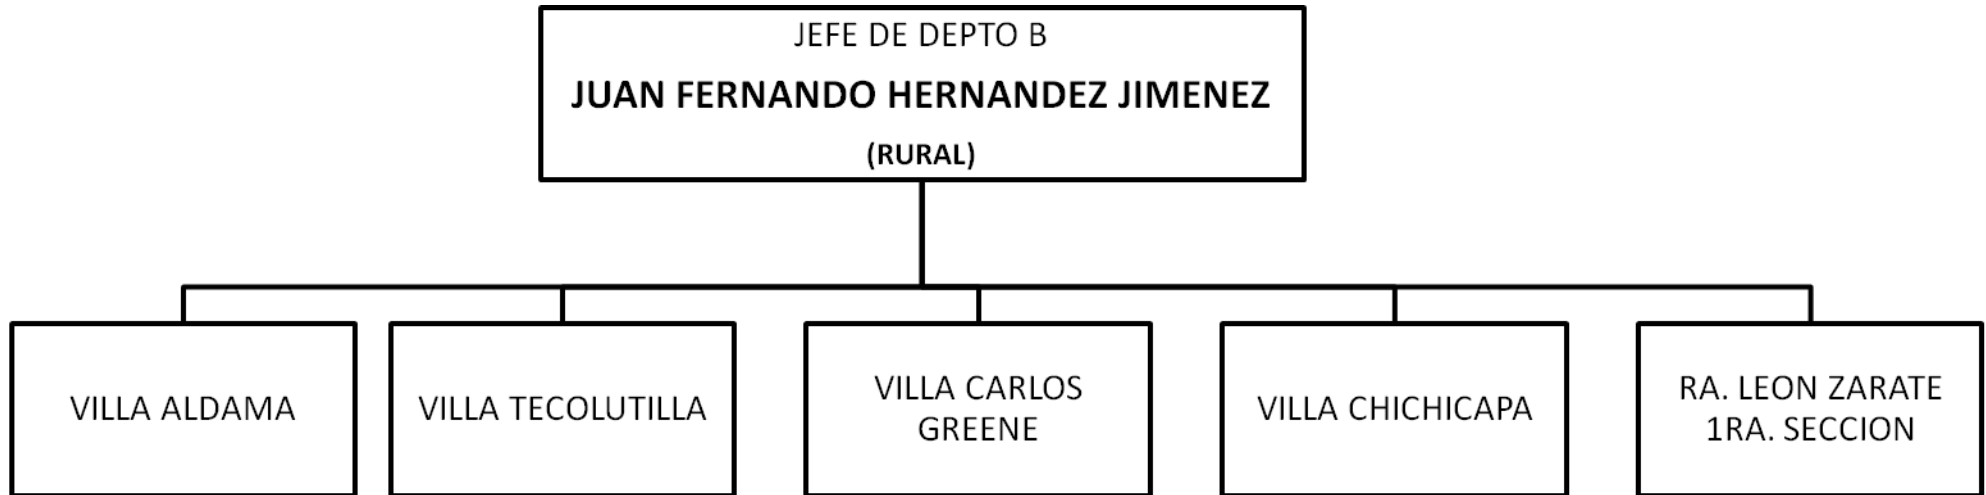 JEFE DE DEPTO B
JUAN FERNANDO HERNANDEZ JIMENEZ
(RURAL)
VILLA ALDAMA
VILLA TECOLUTILLA
VILLA CARLOS
GREENE
VILLA CHICHICAPA
RA. LEON ZARATE
1RA. SECCION